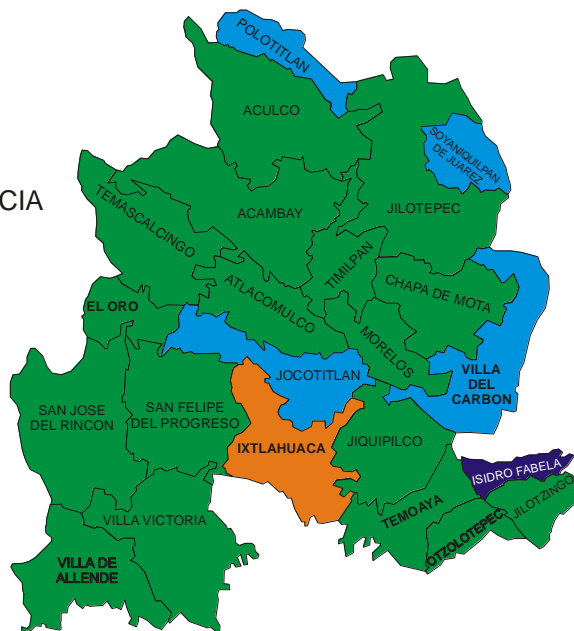 POLOTITLAN
ACULCO
SOYANIQUILPAN
DE JUAREZ
CIA
TEMASCALCINGO
ACAMBAY
JILOTEPEC
TIMILPAN
ATLACOMULCO
CHAPA DE MOTA
EL ORO
MORELOS
JOCOTITLAN
VILLA
DEL
CARBON
SAN JOSE
DEL RINCON
SAN FELIPE
DEL PROGRESO
IXTLAHUACA
JIQUIPILCO
ISIDRO FABELA
JILOTZINGO
TEMOAYA
OTZOLOTEPEC
VILLA VICTORIA
VILLA DE
ALLENDE